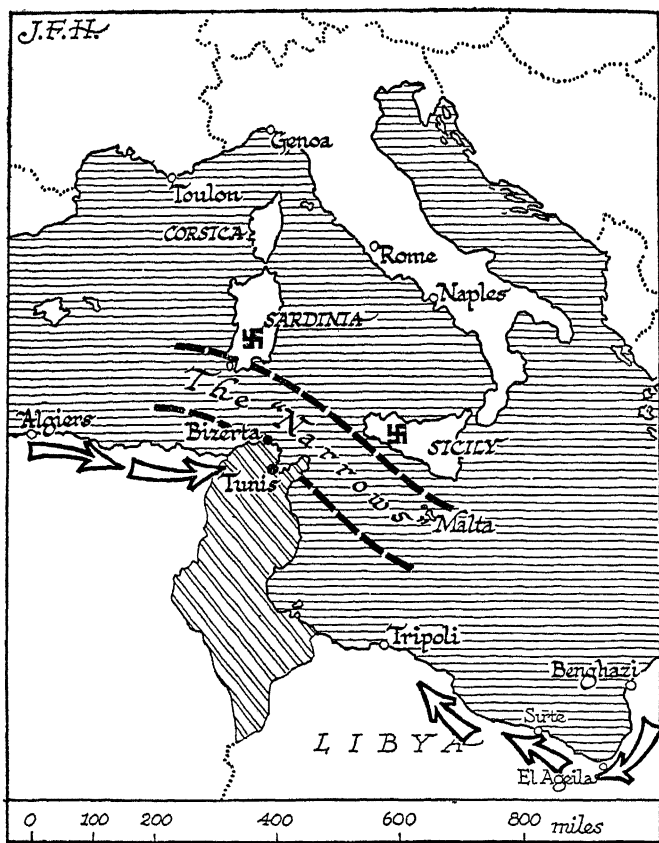 J.F.H.
Genoa
Toulon
CORSICA
Rome
Naples
SARDINIA
The "Narrows"
Algiers
Bizerta
SICILY
Tunis
Malta
Tripoli
Benghazi
Sirte
LIBYA
El Ageila
0 100 200 400 600 800 miles